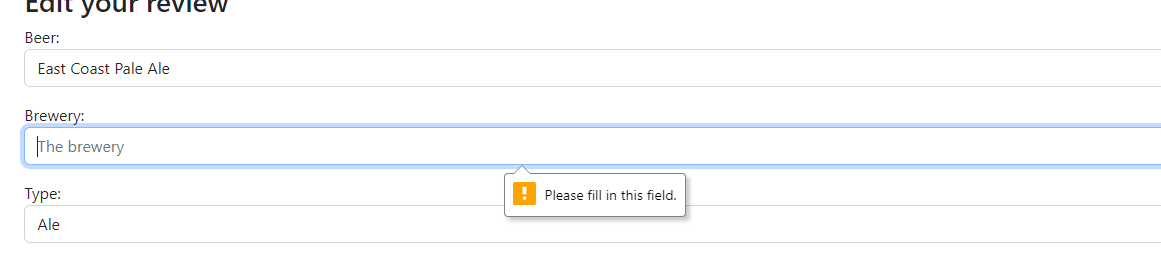 Edit your review
Beer:
East Coast Pale Ale
Brewery:
The brewery
Please fill in this field.
Type:
Ale